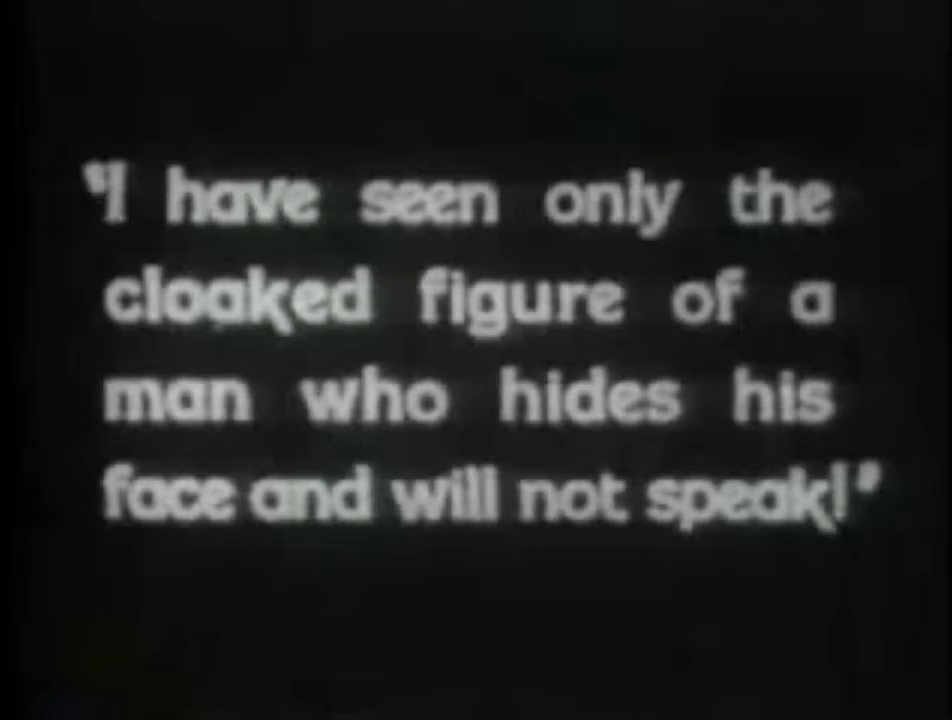 "I have seen only the
cloaked figure of a
man who hides his
face and will not speak!"